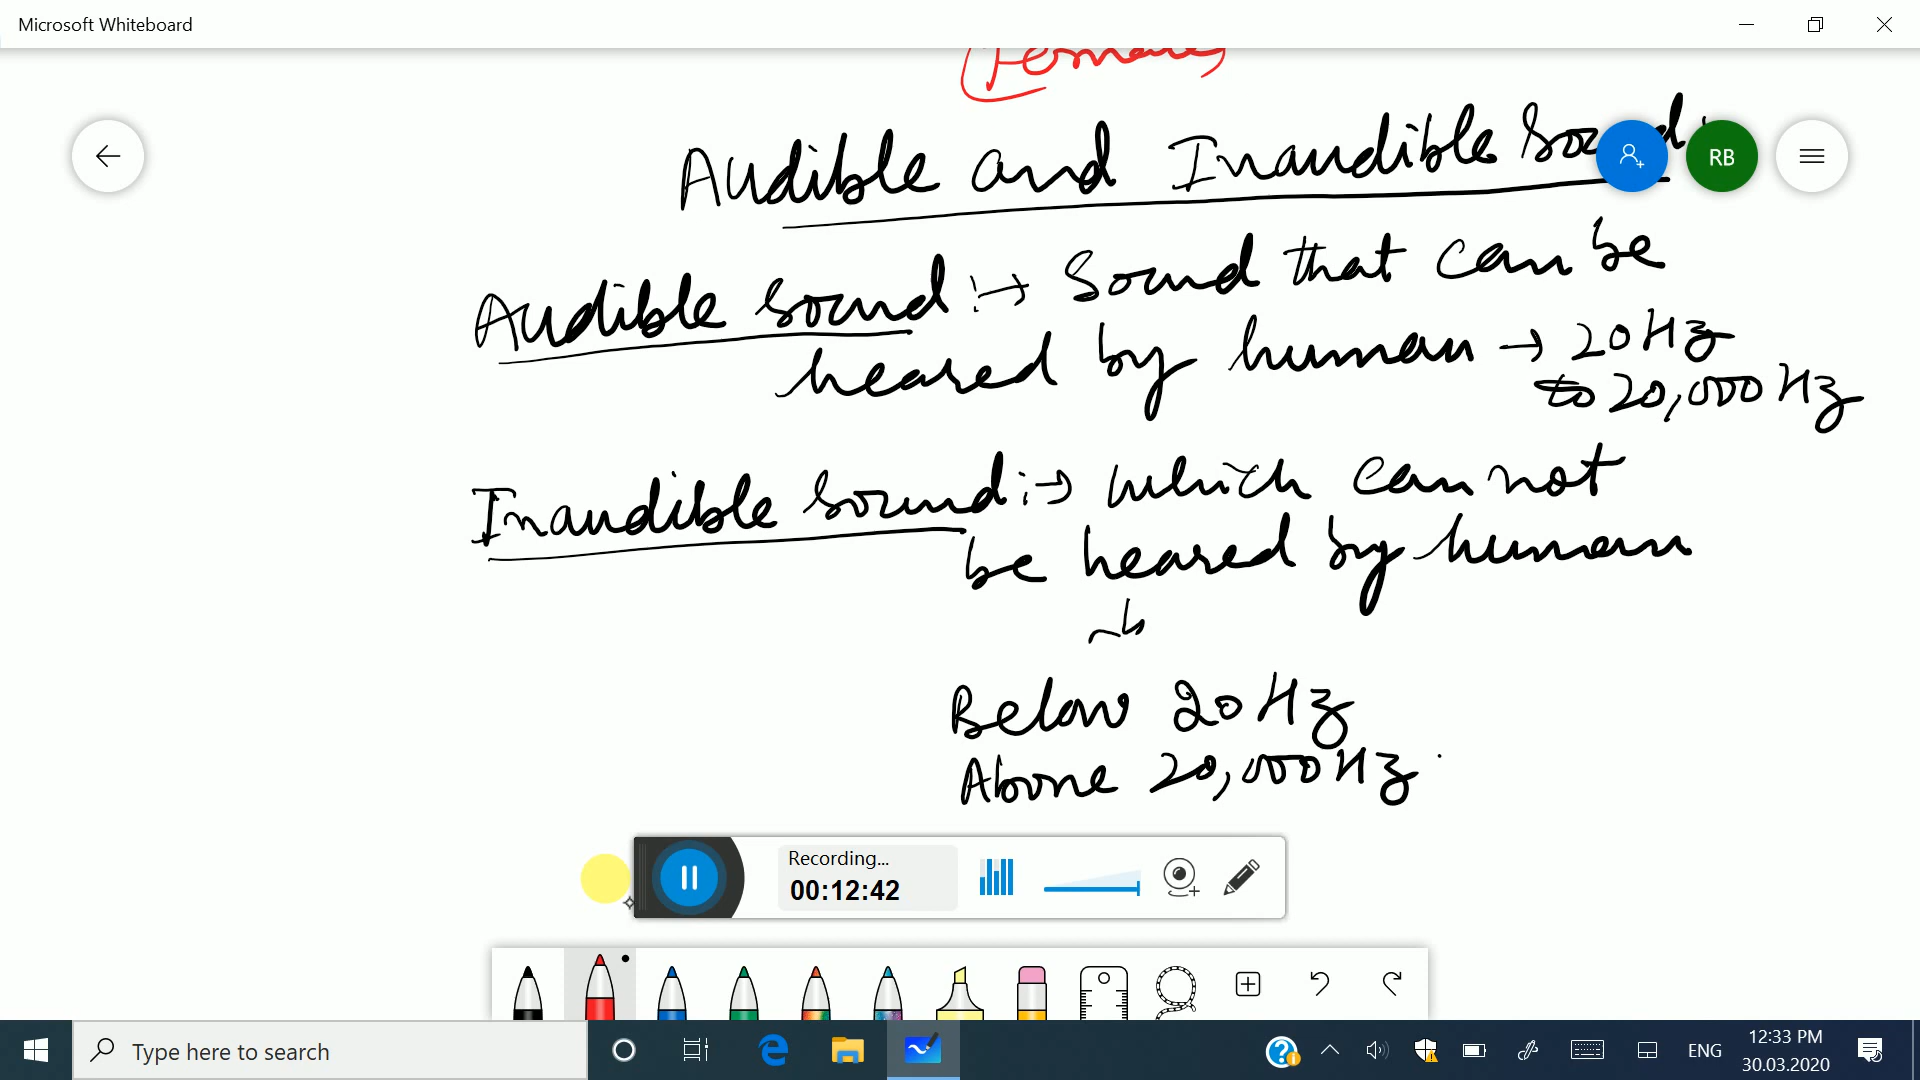 Microsoft Whiteboard
Audible and Inaudible Sound:
RB
Audible sound :→ Sound that can be
heared by human → 20 Hz
to 20,000 Hz
Inaudible sound :→ which can not
be heared by human
Below 20 Hz
Above 20,000 Hz
Recording...
00:12:42
Type here to search
ENG
12:33 PM
30.03.2020